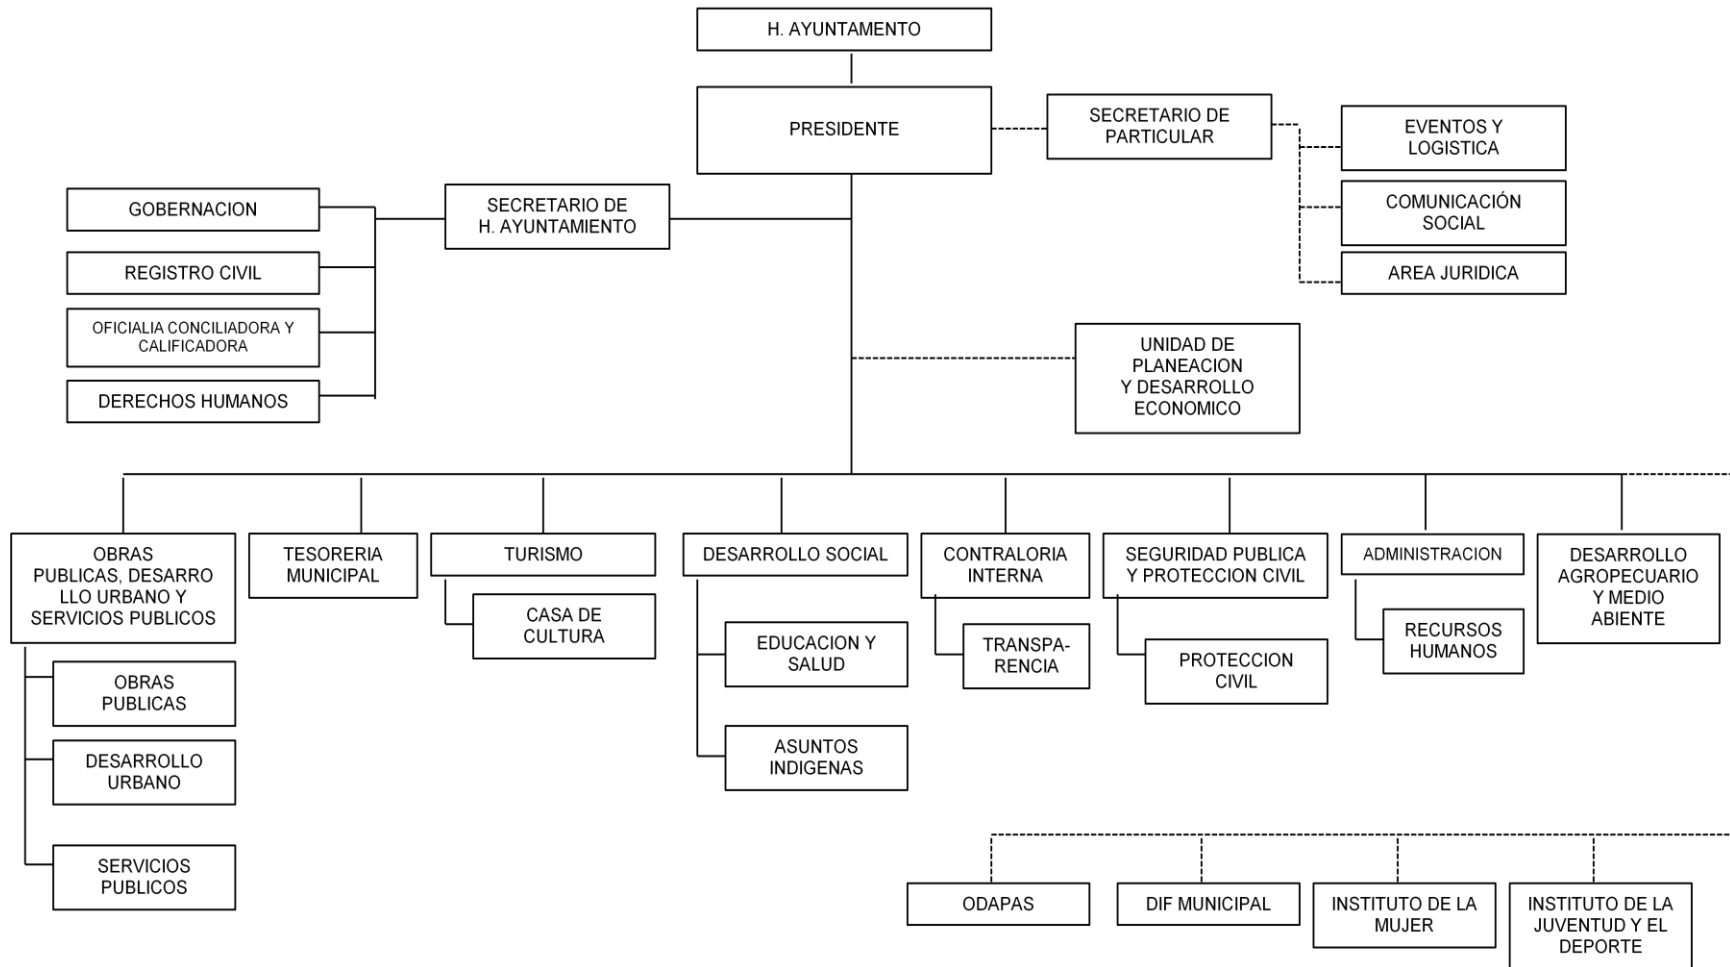 H. AYUNTAMENTO
PRESIDENTE
SECRETARIO DE
PARTICULAR
EVENTOS Y
LOGISTICA
COMUNICACIÓN
SOCIAL
AREA JURIDICA
SECRETARIO DE
H. AYUNTAMIENTO
GOBERNACION
REGISTRO CIVIL
OFICIALIA CONCILIADORA Y
CALIFICADORA
DERECHOS HUMANOS
UNIDAD DE
PLANEACION
Y DESARROLLO
ECONOMICO
OBRAS
PUBLICAS, DESARRO
LLO URBANO Y
SERVICIOS PUBLICOS
OBRAS
PUBLICAS
DESARROLLO
URBANO
SERVICIOS
PUBLICOS
TESORERIA
MUNICIPAL
TURISMO
CASA DE
CULTURA
DESARROLLO SOCIAL
EDUCACION Y
SALUD
ASUNTOS
INDIGENAS
CONTRALORIA
INTERNA
TRANSPA-
RENCIA
SEGURIDAD PUBLICA
Y PROTECCION CIVIL
PROTECCION
CIVIL
ADMINISTRACION
RECURSOS
HUMANOS
DESARROLLO
AGROPECUARIO
Y MEDIO
ABIENTE
ODAPAS
DIF MUNICIPAL
INSTITUTO DE LA
MUJER
INSTITUTO DE LA
JUVENTUD Y EL
DEPORTE